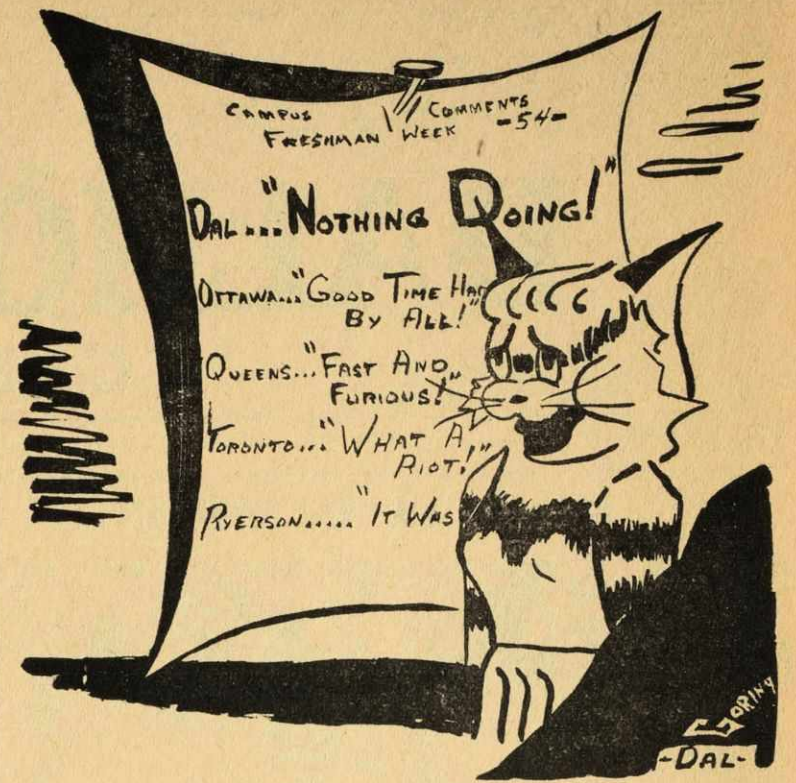 CAMPUS COMMENTS
FRESHMAN WEEK -54-
DAL... "NOTHING DOING!"
OTTAWA... "GOOD TIME HAD
BY ALL!"
QUEENS... "FAST AND
FURIOUS!"
TORONTO... "WHAT A
RIOT!"
RYERSON..... "IT WAS
GORING
-DAL-